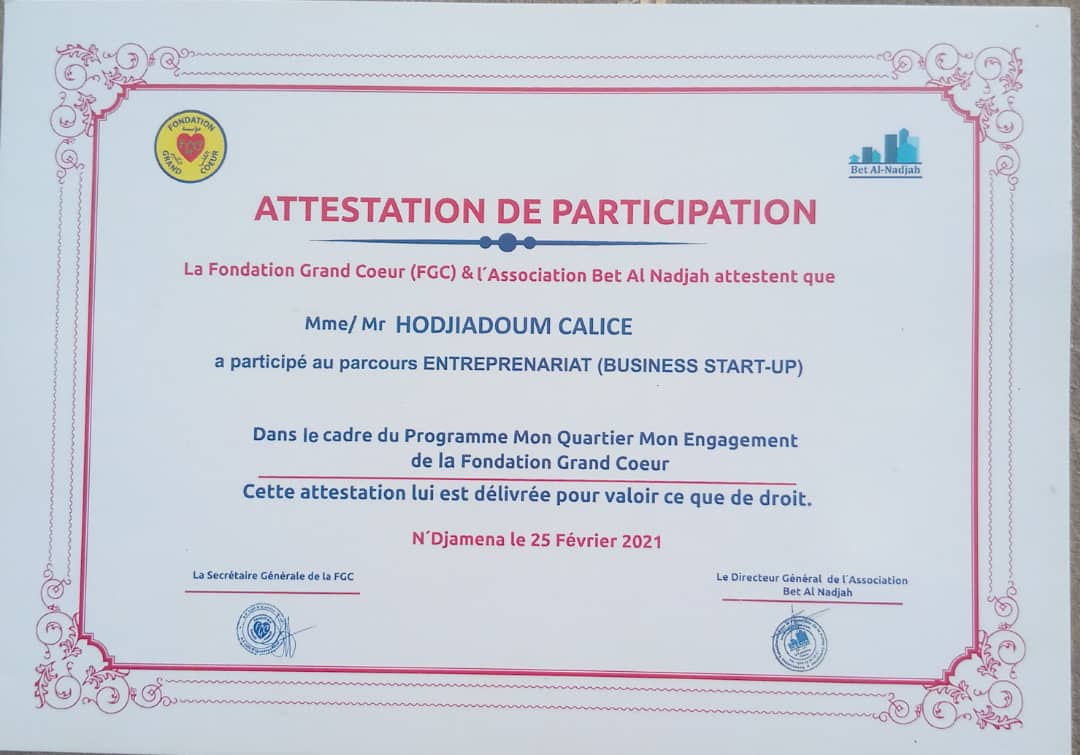 FONDATION
GRAND COEUR
FGC
Bet Al-Nadjah
ATTESTATION DE PARTICIPATION
La Fondation Grand Coeur (FGC) & l´Association Bet Al Nadjah attestent que
Mme/ Mr HODJIADOUM CALICE
a participé au parcours ENTREPRENARIAT (BUSINESS START-UP)
Dans le cadre du Programme Mon Quartier Mon Engagement
de la Fondation Grand Coeur
Cette attestation lui est délivrée pour valoir ce que de droit.
N´Djamena le 25 Février 2021
La Secrétaire Générale de la FGC
Le Directeur Général de l´Association
Bet Al Nadjah